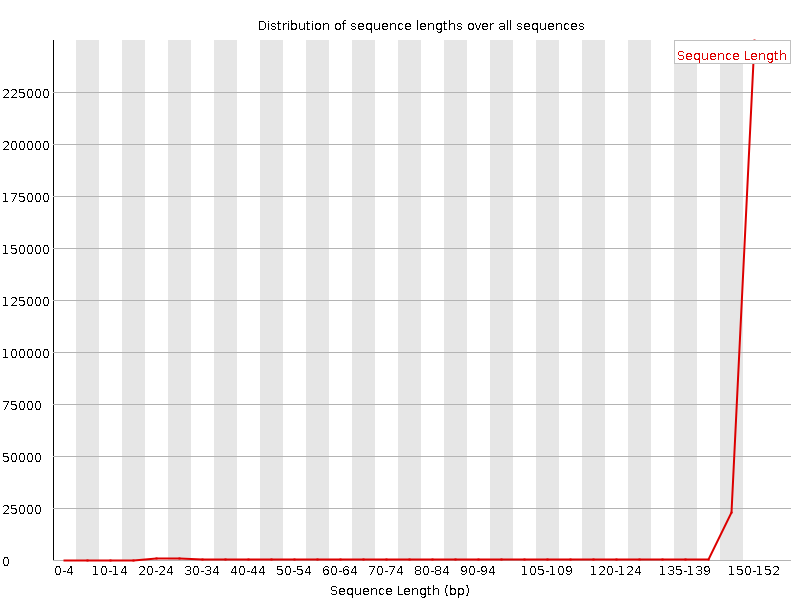 Distribution of sequence lengths over all sequences
Sequence Length
225000
200000
175000
150000
125000
100000
75000
50000
25000
0
0-4 10-14 20-24 30-34 40-44 50-54 60-64 70-74 80-84 90-94 105-109 120-124 135-139 150-152
Sequence Length (bp)